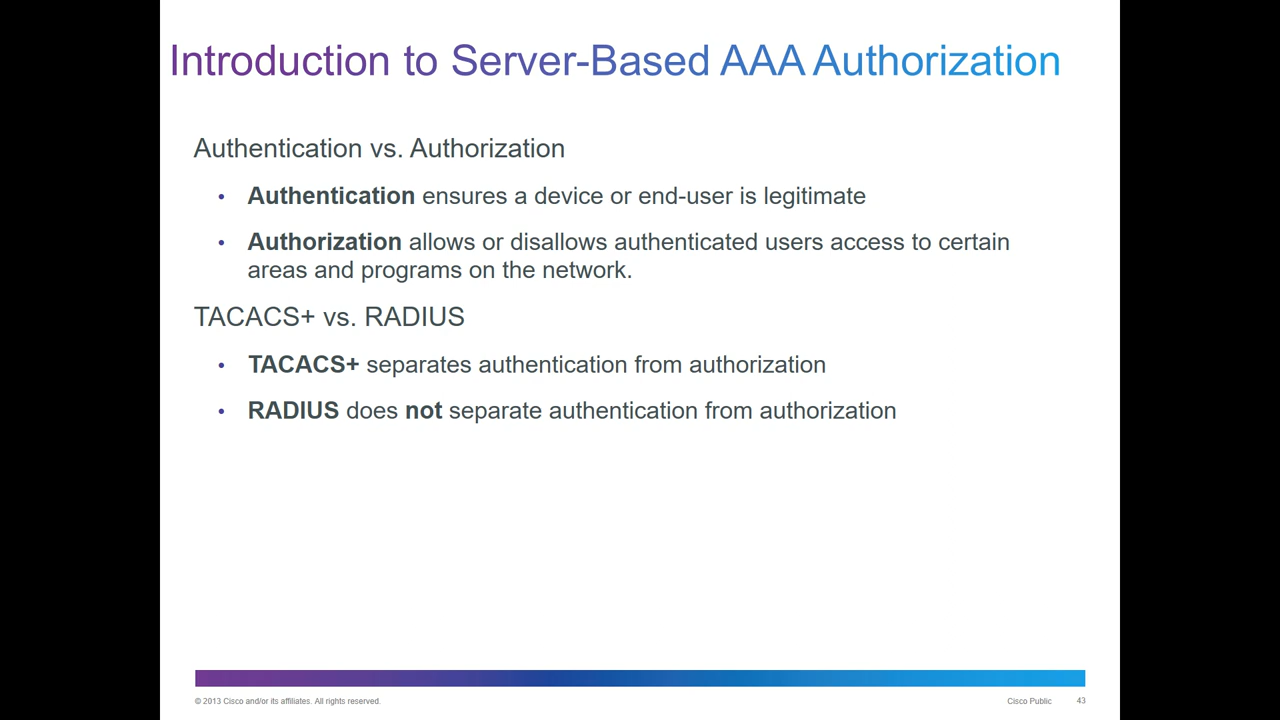 Introduction to Server-Based AAA Authorization
Authentication vs. Authorization
• Authentication ensures a device or end-user is legitimate
• Authorization allows or disallows authenticated users access to certain
areas and programs on the network.
TACACS+ vs. RADIUS
• TACACS+ separates authentication from authorization
• RADIUS does not separate authentication from authorization
© 2013 Cisco and/or its affiliates. All rights reserved.
Cisco Public
43